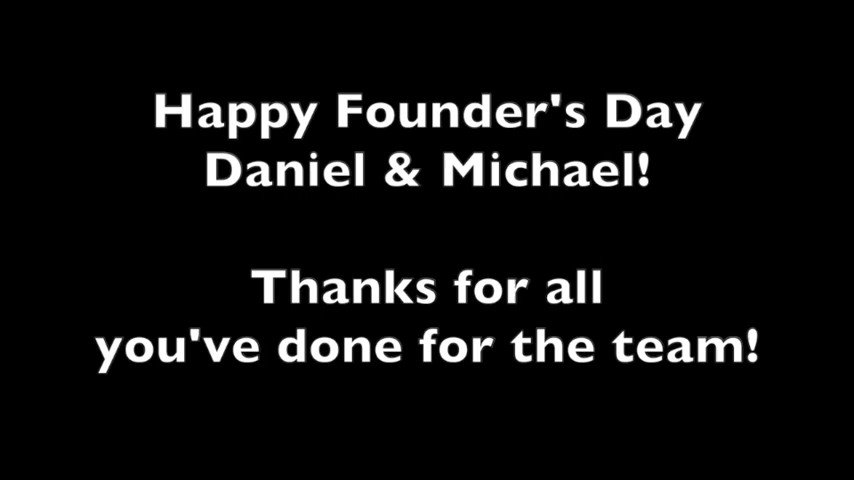 Happy Founder's Day
Daniel & Michael!
Thanks for all
you've done for the team!